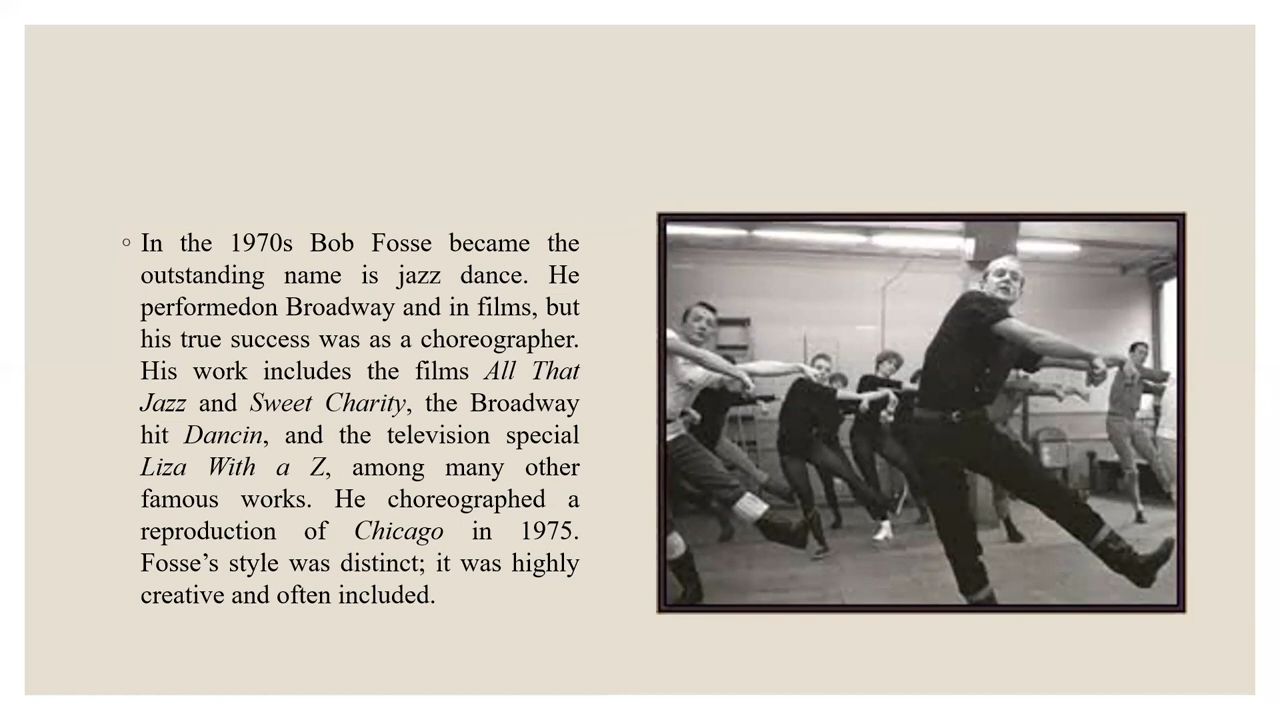 ◦ In the 1970s Bob Fosse became the
outstanding name is jazz dance. He
performedon Broadway and in films, but
his true success was as a choreographer.
His work includes the films All That
Jazz and Sweet Charity, the Broadway
hit Dancin, and the television special
Liza With a Z, among many other
famous works. He choreographed a
reproduction of Chicago in 1975.
Fosse’s style was distinct; it was highly
creative and often included.